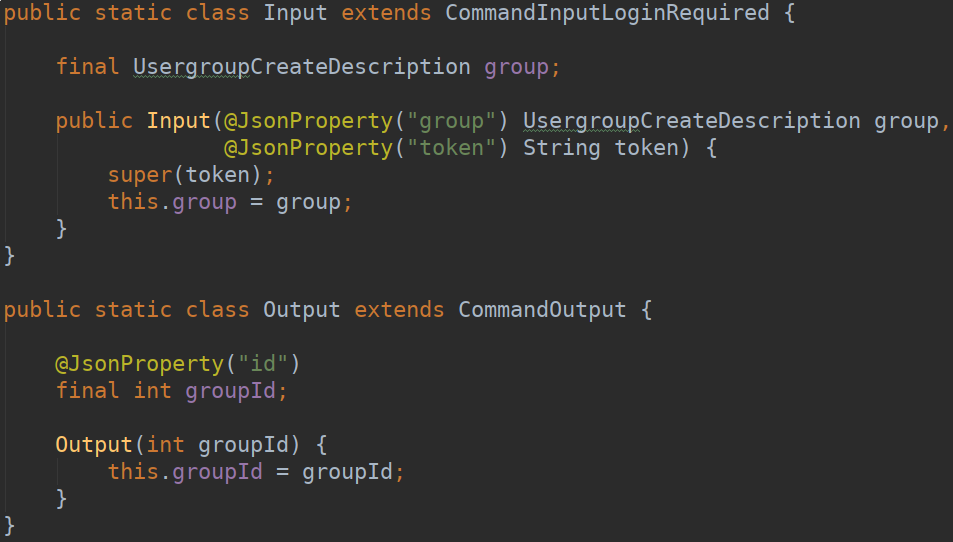 public static class Input extends CommandInputLoginRequired {
final UsergroupCreateDescription group;
public Input(@JsonProperty("group") UsergroupCreateDescription group,
@JsonProperty("token") String token) {
super(token);
this.group = group;
}
}
public static class Output extends CommandOutput {
@JsonProperty("id")
final int groupId;
Output(int groupId) {
this.groupId = groupId;
}
}